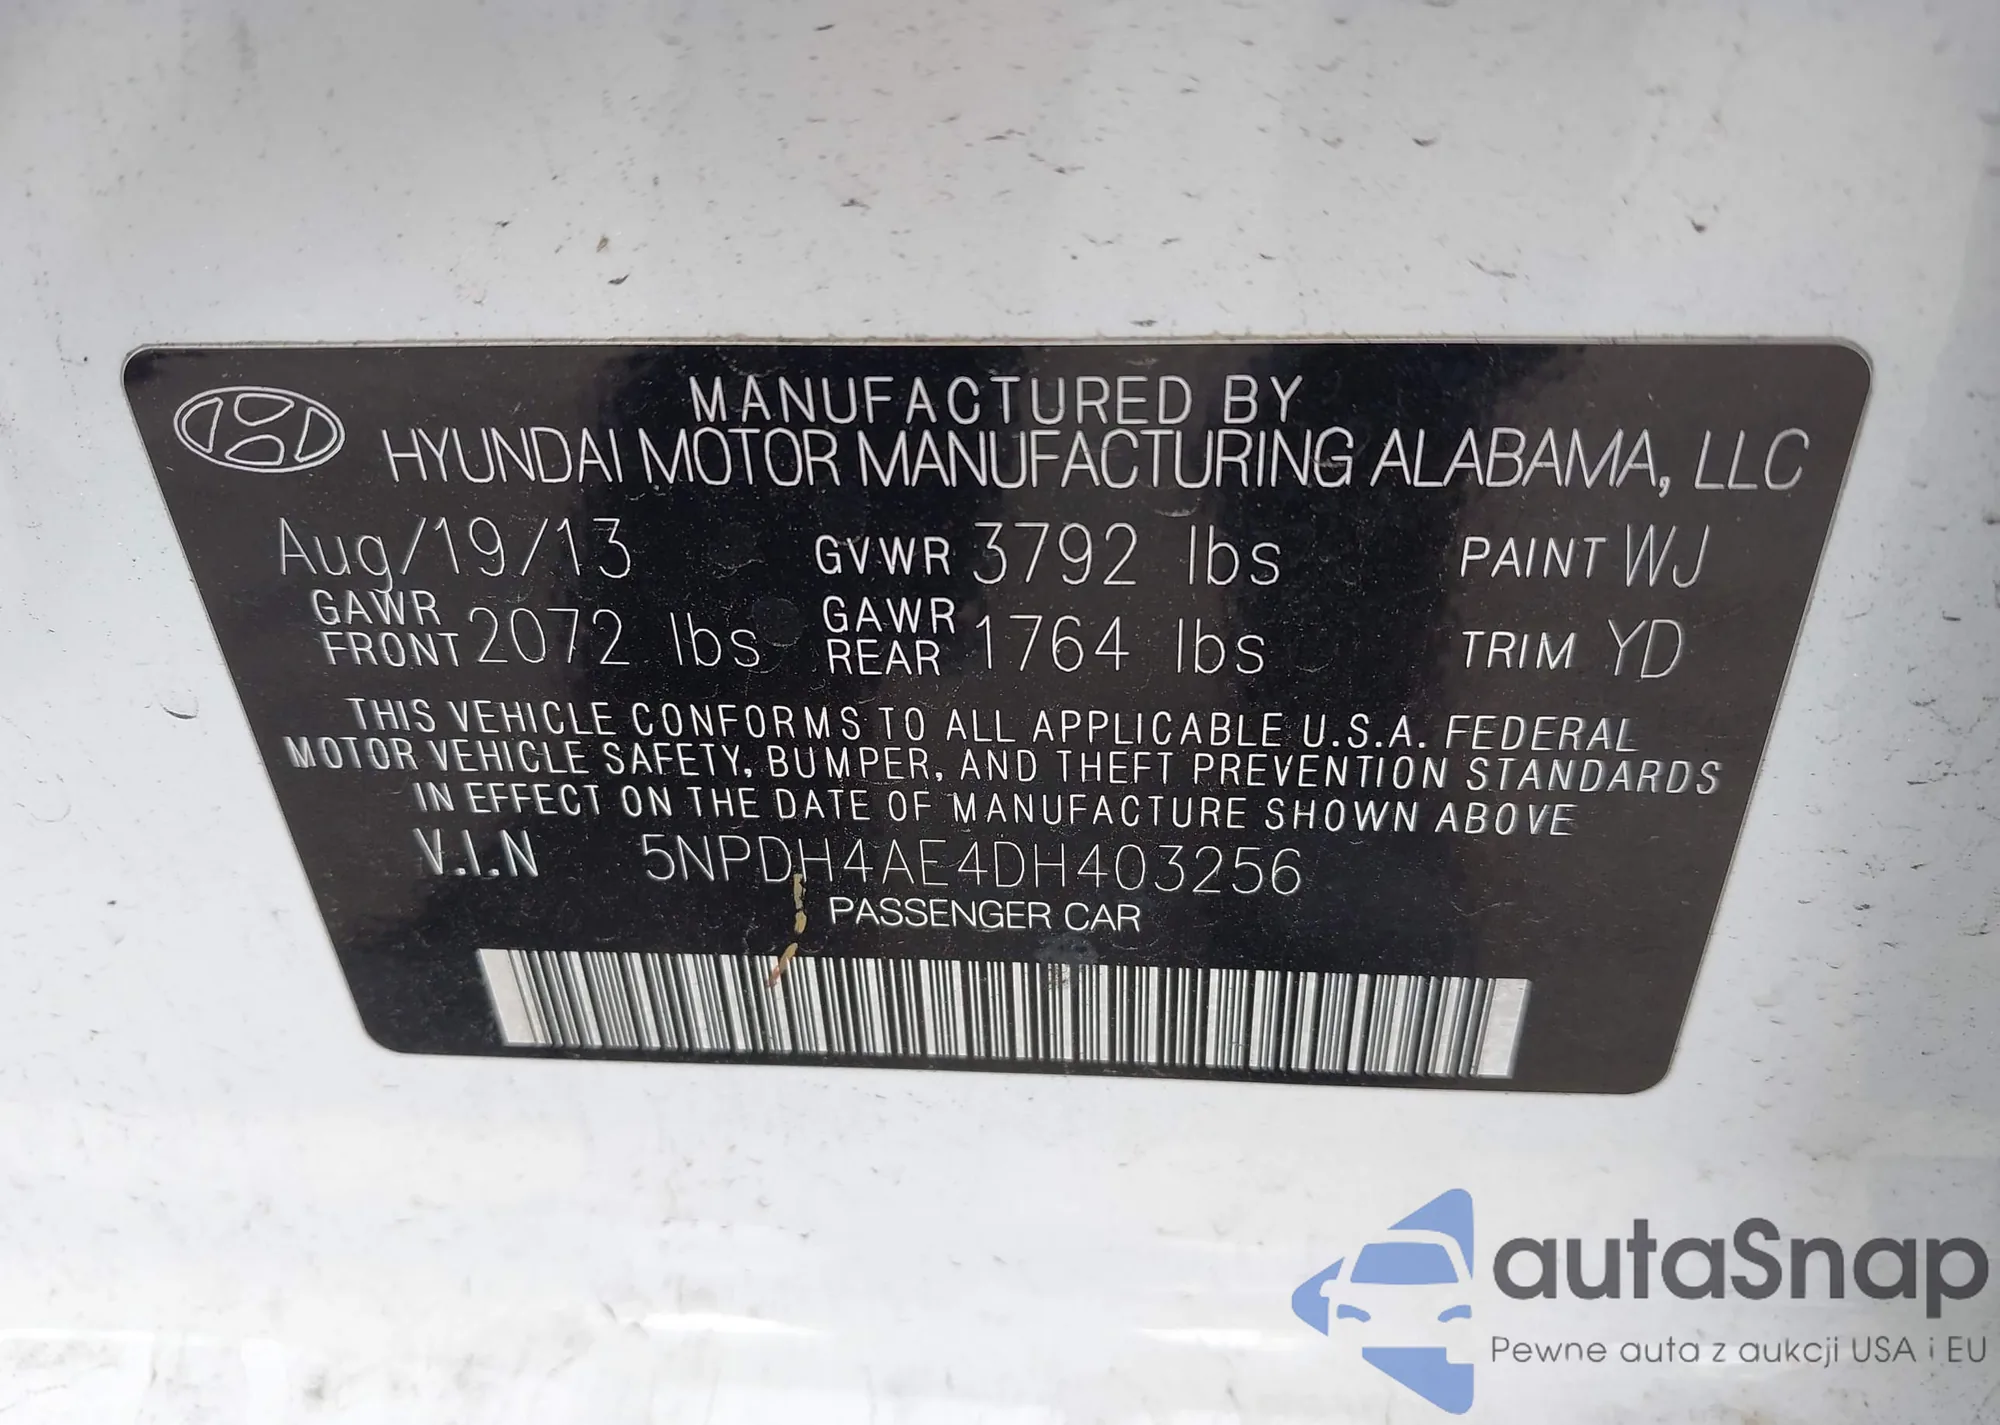 MANUFACTURED BY
HYUNDAI MOTOR MANUFACTURING ALABAMA, LLC
Aug/19/13 GVWR 3792 lbs PAINT WJ
GAWR FRONT 2072 lbs GAWR REAR 1764 lbs TRIM YD
THIS VEHICLE CONFORMS TO ALL APPLICABLE U.S.A. FEDERAL
MOTOR VEHICLE SAFETY, BUMPER, AND THEFT PREVENTION STANDARDS
IN EFFECT ON THE DATE OF MANUFACTURE SHOWN ABOVE
V.I.N 5NPDH4AE4DH403256
PASSENGER CAR
autaSnap
Pewne auta z aukcji USA i EU